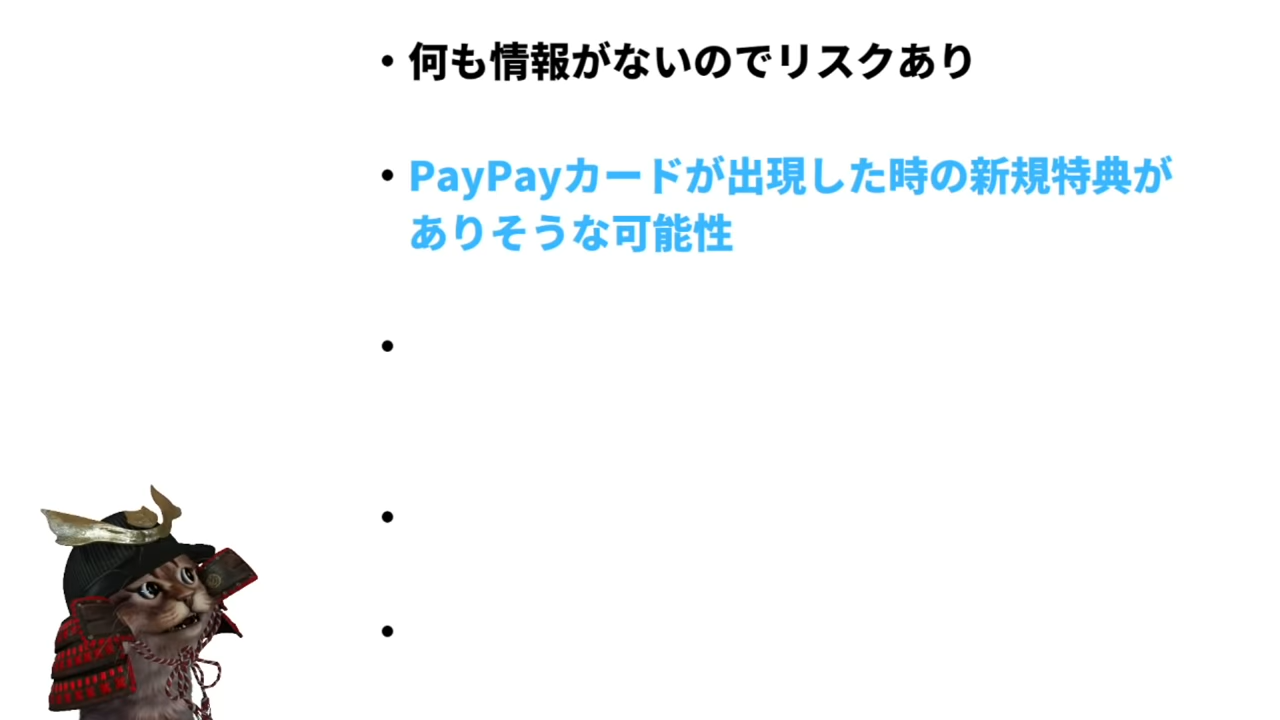 ・何も情報がないのでリスクあり
・PayPayカードが出現した時の新規特典が
ありそうな可能性
・
・
・